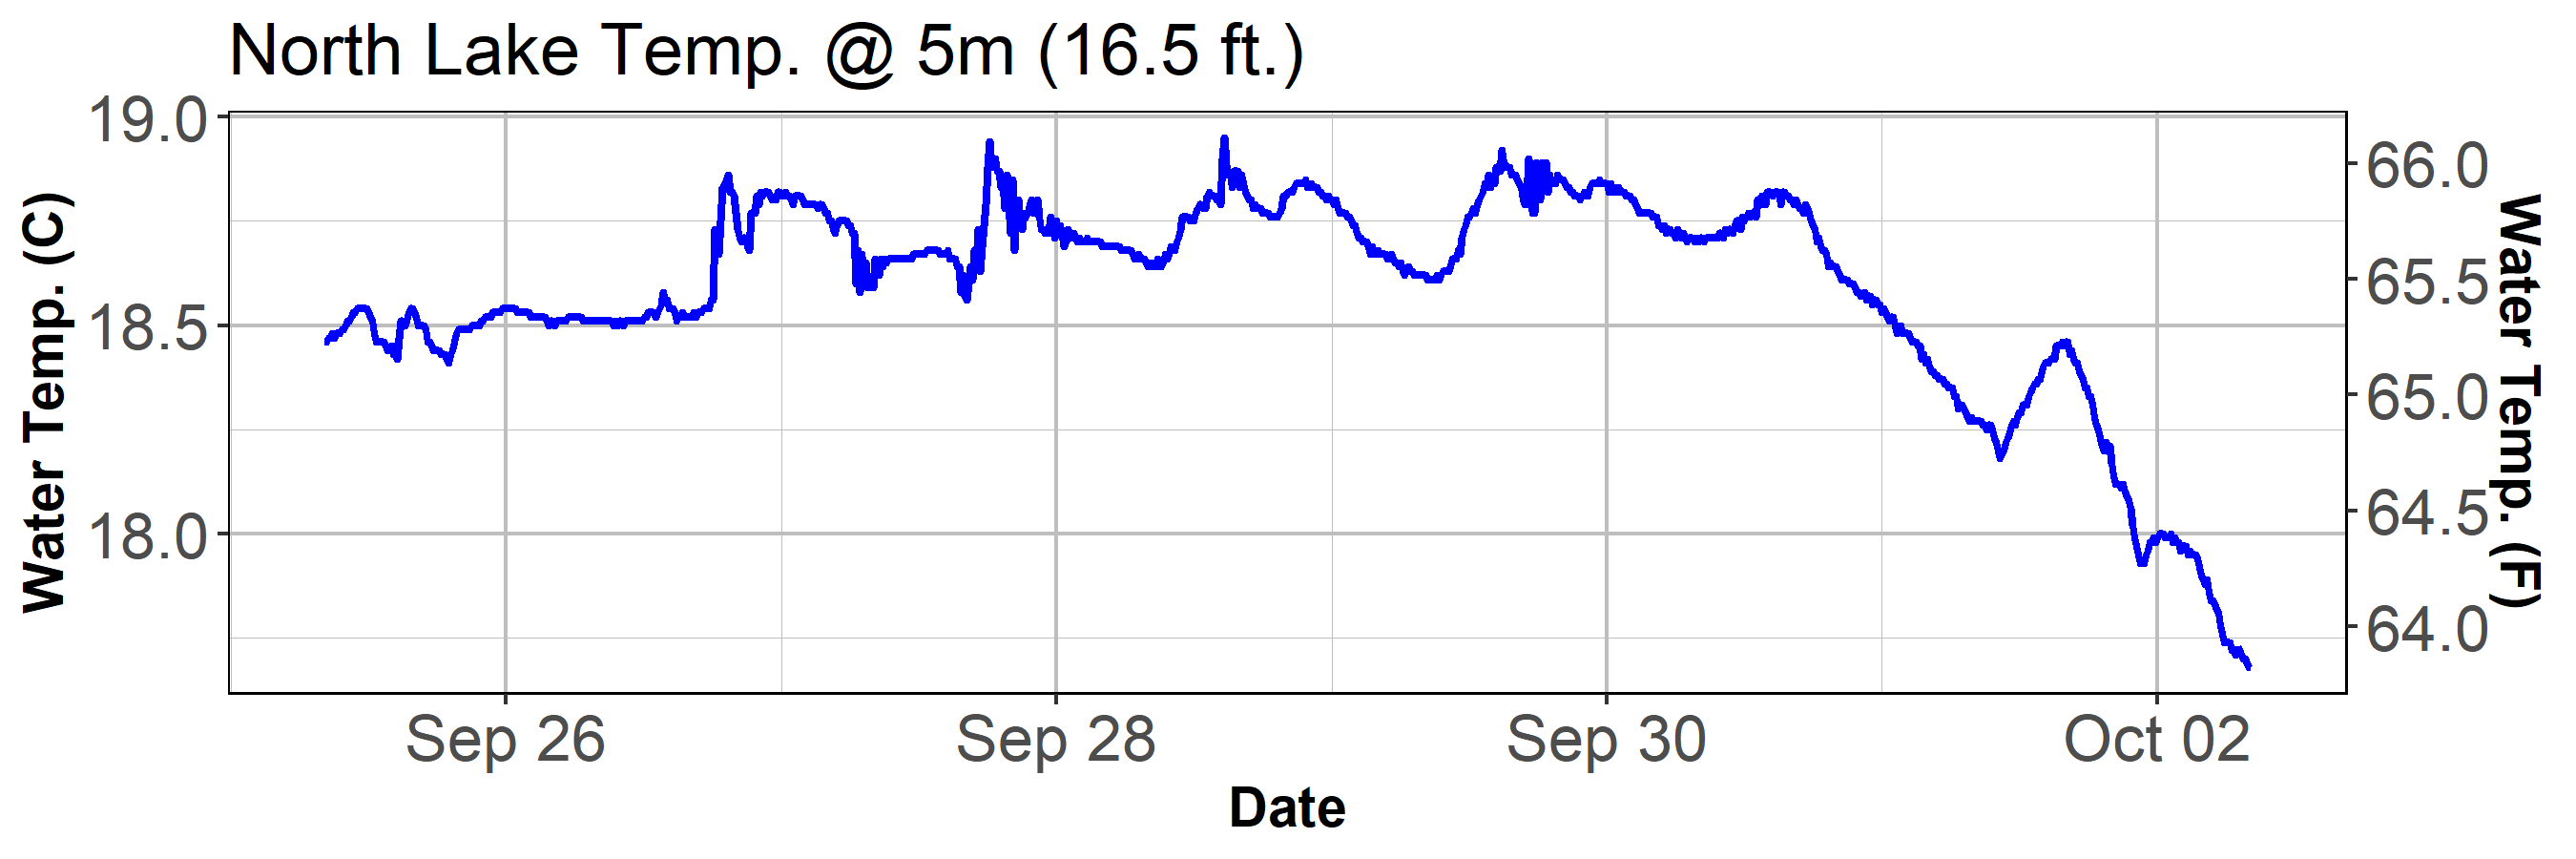 North Lake Temp. @ 5m (16.5 ft.)
Water Temp. (C)
19.0
18.5
18.0
66.0
65.5
65.0
64.5
64.0
Water Temp. (F)
Sep 26
Sep 28
Sep 30
Oct 02
Date